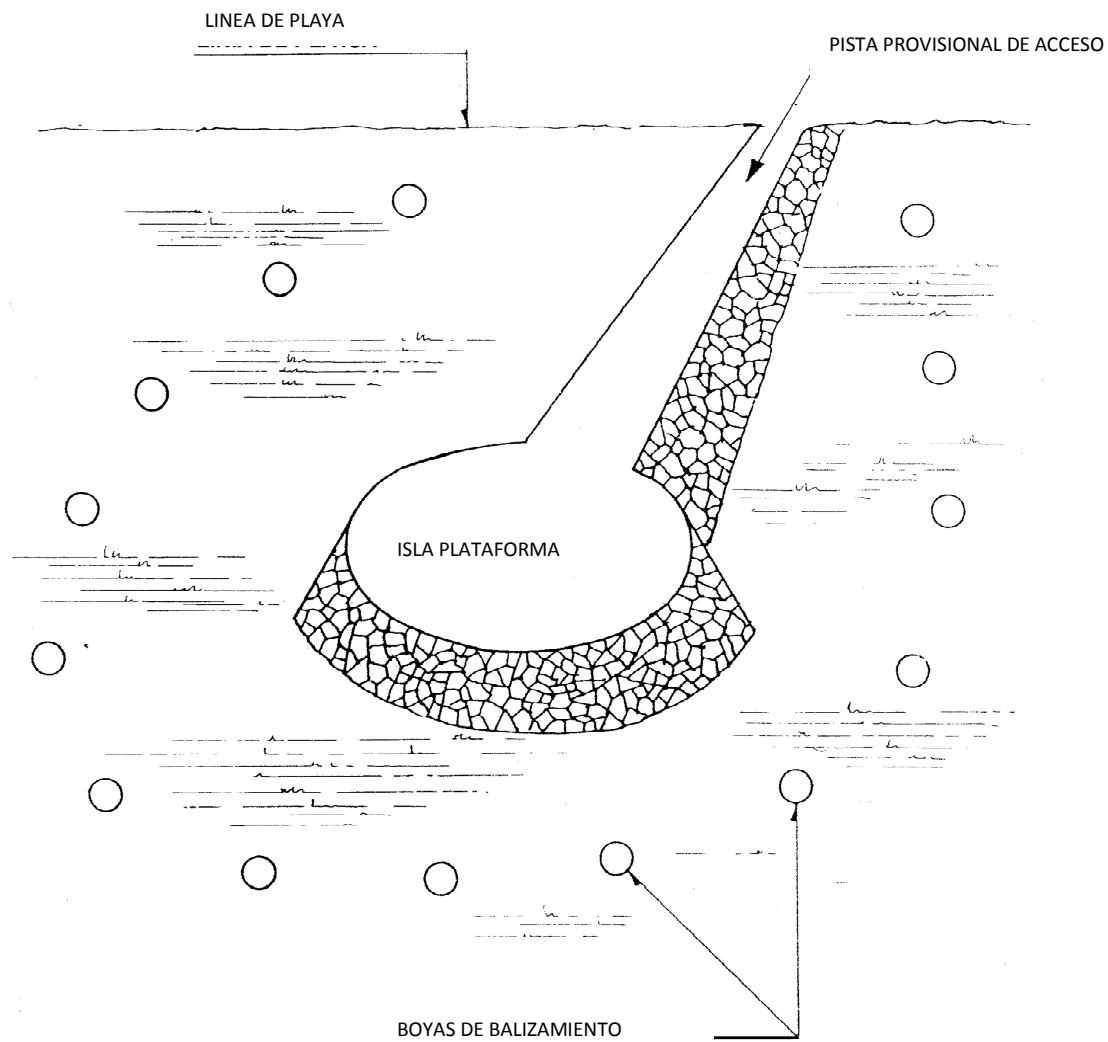 LINEA DE PLAYA
PISTA PROVISIONAL DE ACCESO
ISLA PLATAFORMA
BOYAS DE BALIZAMIENTO